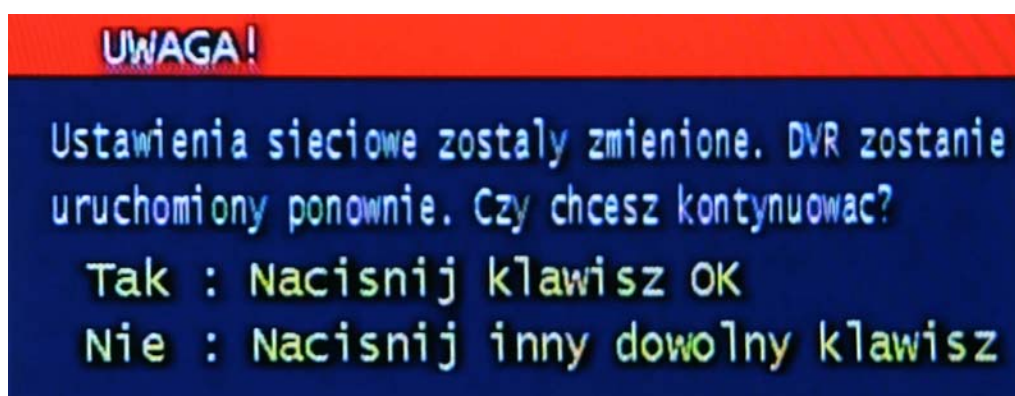 UWAGA!
Ustawienia sieciowe zostaly zmienione. DVR zostanie
uruchomiony ponownie. Czy chcesz kontynuowac?
Tak : Nacisnij klawisz OK
Nie : Nacisnij inny dowolny klawisz